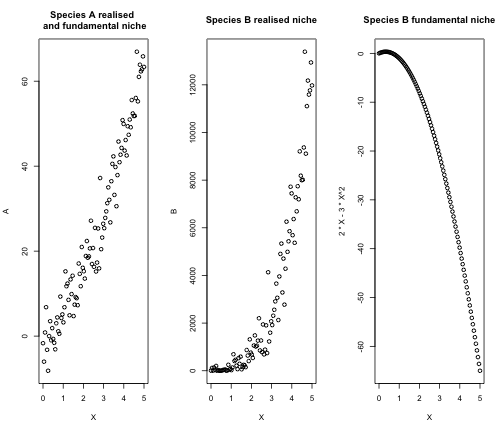 Species A realised
and fundamental niche
Species B realised niche
Species B fundamental niche
A
0
20
40
60
0 1 2 3 4 5
X
B
0
2000
4000
6000
8000
12000
0 1 2 3 4 5
X
2 * X - 3 * X^2
0
-10
-20
-30
-40
-50
-60
0 1 2 3 4 5
X